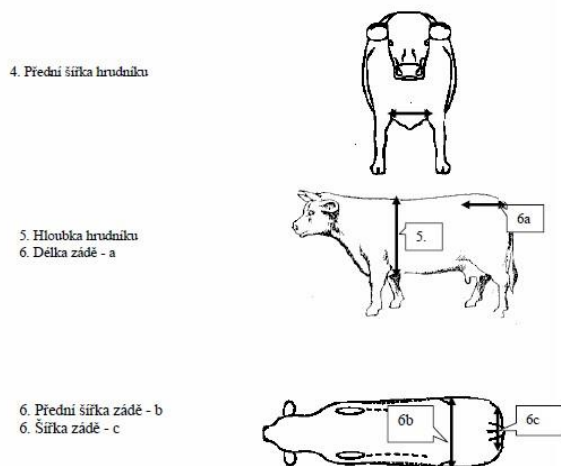 4. Přední šířka hrudníku
5. Hloubka hrudníku
6. Délka zádě - a
5.
6a
6. Přední šířka zádě - b
6. Šířka zádě - c
6b
6c